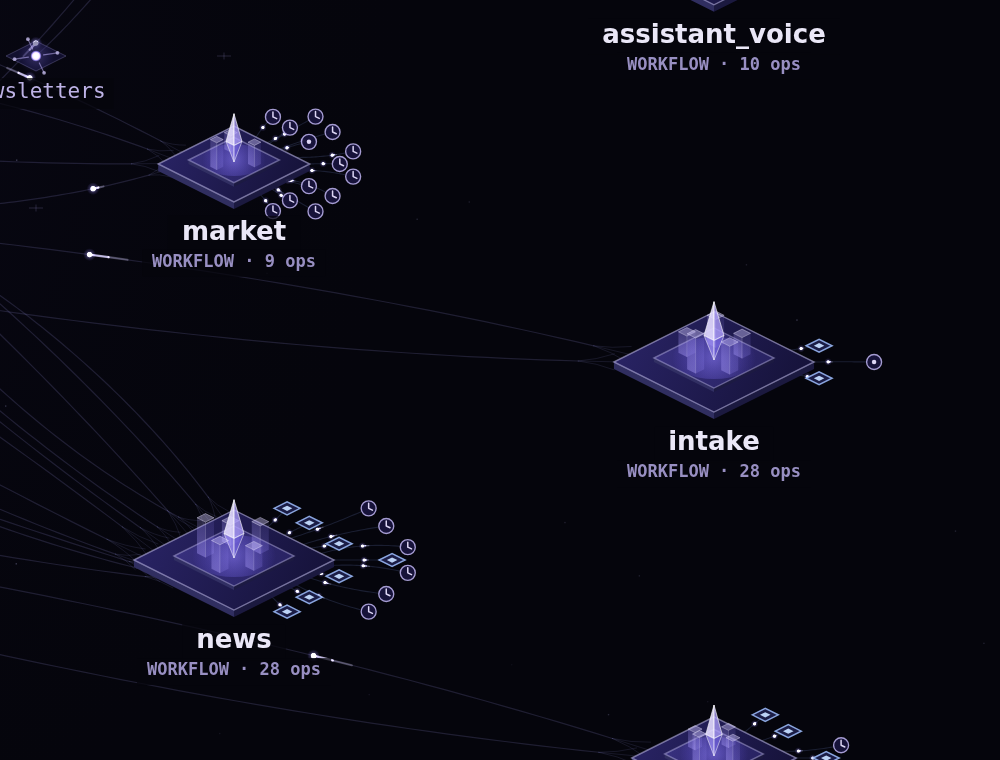 assistant_voice
WORKFLOW · 10 ops
wsletters
market
WORKFLOW · 9 ops
intake
WORKFLOW · 28 ops
news
WORKFLOW · 28 ops